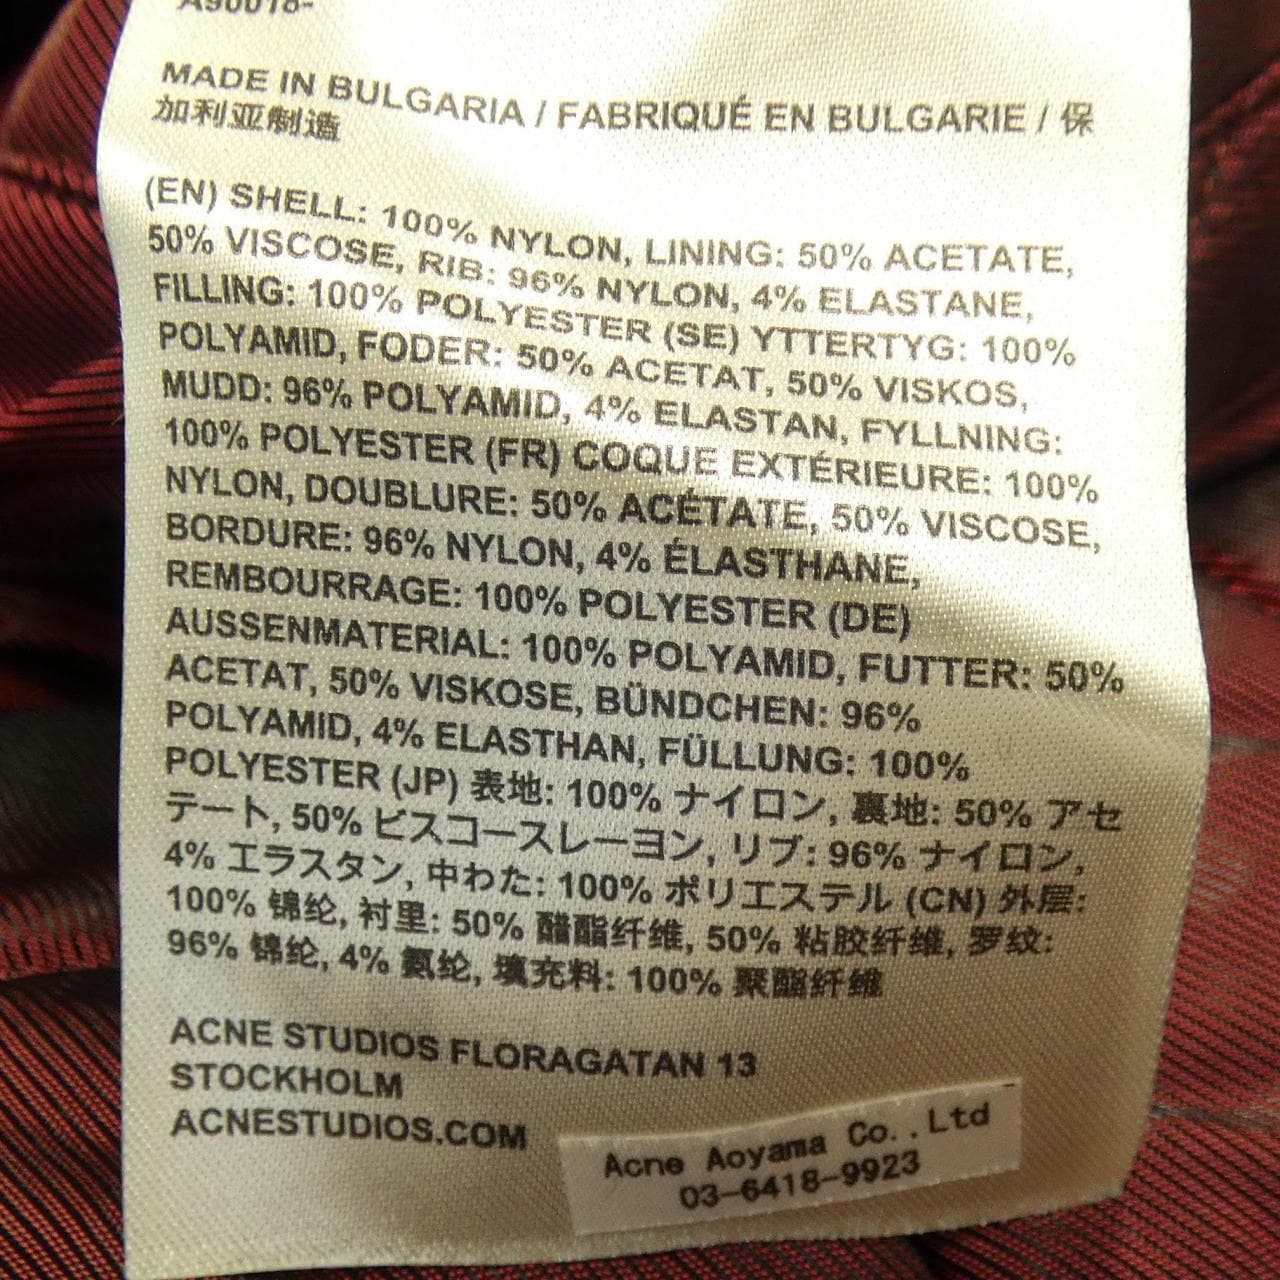 A90016-
MADE IN BULGARIA / FABRIQUÉ EN BULGARIE / 保
加利亚制造
(EN) SHELL: 100% NYLON, LINING: 50% ACETATE,
50% VISCOSE, RIB: 96% NYLON, 4% ELASTANE,
FILLING: 100% POLYESTER (SE) YTTERTYG: 100%
POLYAMID, FODER: 50% ACETAT, 50% VISKOS,
MUDD: 96% POLYAMID, 4% ELASTAN, FYLLNING:
100% POLYESTER (FR) COQUE EXTÉRIEURE: 100%
NYLON, DOUBLURE: 50% ACÉTATE, 50% VISCOSE,
BORDURE: 96% NYLON, 4% ÉLASTHANE,
REMBOURRAGE: 100% POLYESTER (DE)
AUSSENMATERIAL: 100% POLYAMID, FUTTER: 50%
ACETAT, 50% VISKOSE, BÜNDCHEN: 96%
POLYAMID, 4% ELASTHAN, FÜLLUNG: 100%
POLYESTER (JP) 表地: 100% ナイロン, 裏地: 50% アセ
テート, 50% ビスコースレーヨン, リブ: 96% ナイロン,
4% エラスタン, 中わた: 100% ポリエステル (CN) 外层:
100% 锦纶, 衬里: 50% 醋酯纤维, 50% 粘胶纤维, 罗纹:
96% 锦纶, 4% 氨纶, 填充料: 100% 聚酯纤维
ACNE STUDIOS FLORAGATAN 13
STOCKHOLM
ACNESTUDIOS.COM
Acne Aoyama Co.,Ltd
03-6418-9923